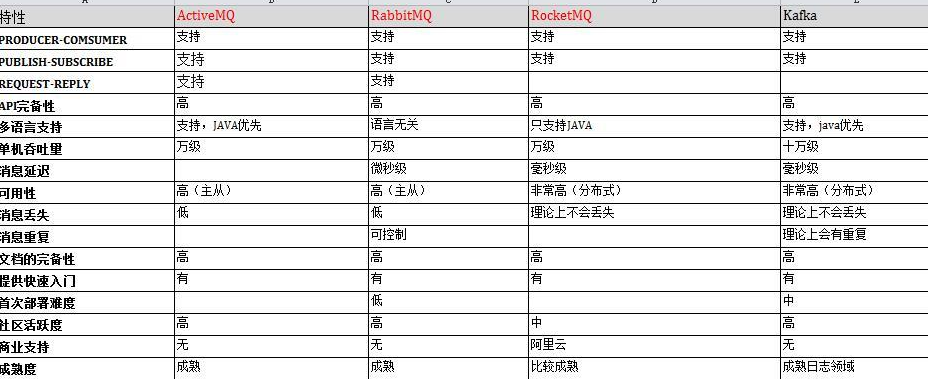 特性 ActiveMQ RabbitMQ RocketMQ Kafka
PRODUCER-COMSUMER 支持 支持 支持 支持
PUBLISH-SUBSCRIBE 支持 支持 支持 支持
REQUEST-REPLY 支持 支持
API完备性 高 高 高 高
多语言支持 支持，JAVA优先 语言无关 只支持JAVA 支持，java优先
单机吞吐量 万级 万级 万级 十万级
消息延迟 微秒级 毫秒级 毫秒级
可用性 高（主从） 高（主从） 非常高（分布式） 非常高（分布式）
消息丢失 低 低 理论上不会丢失 理论上不会丢失
消息重复 可控制 理论上会有重复
文档的完备性 高 高 高 高
提供快速入门 有 有 有 有
首次部署难度 低 中
社区活跃度 高 高 中 高
商业支持 无 无 阿里云 无
成熟度 成熟 成熟 比较成熟 成熟日志领域